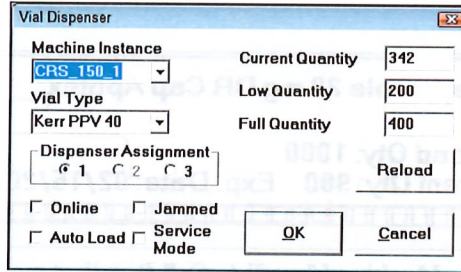 Vial Dispenser
Machine Instance
CRS_150_1
Vial Type
Kerr PPV 40
Current Quantity 342
Low Quantity 200
Full Quantity 400
Dispenser Assignment
1 2 3
Reload
Online Jammed
Auto Load Service Mode
OK Cancel